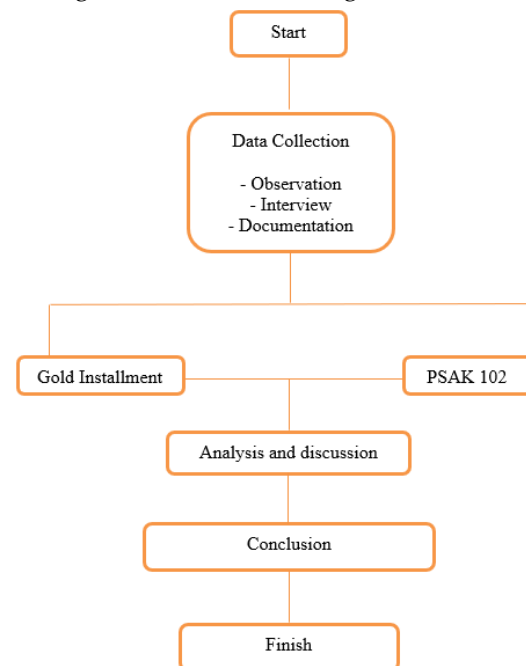 Start
Data Collection
- Observation
- Interview
- Documentation
Gold Installment
PSAK 102
Analysis and discussion
Conclusion
Finish